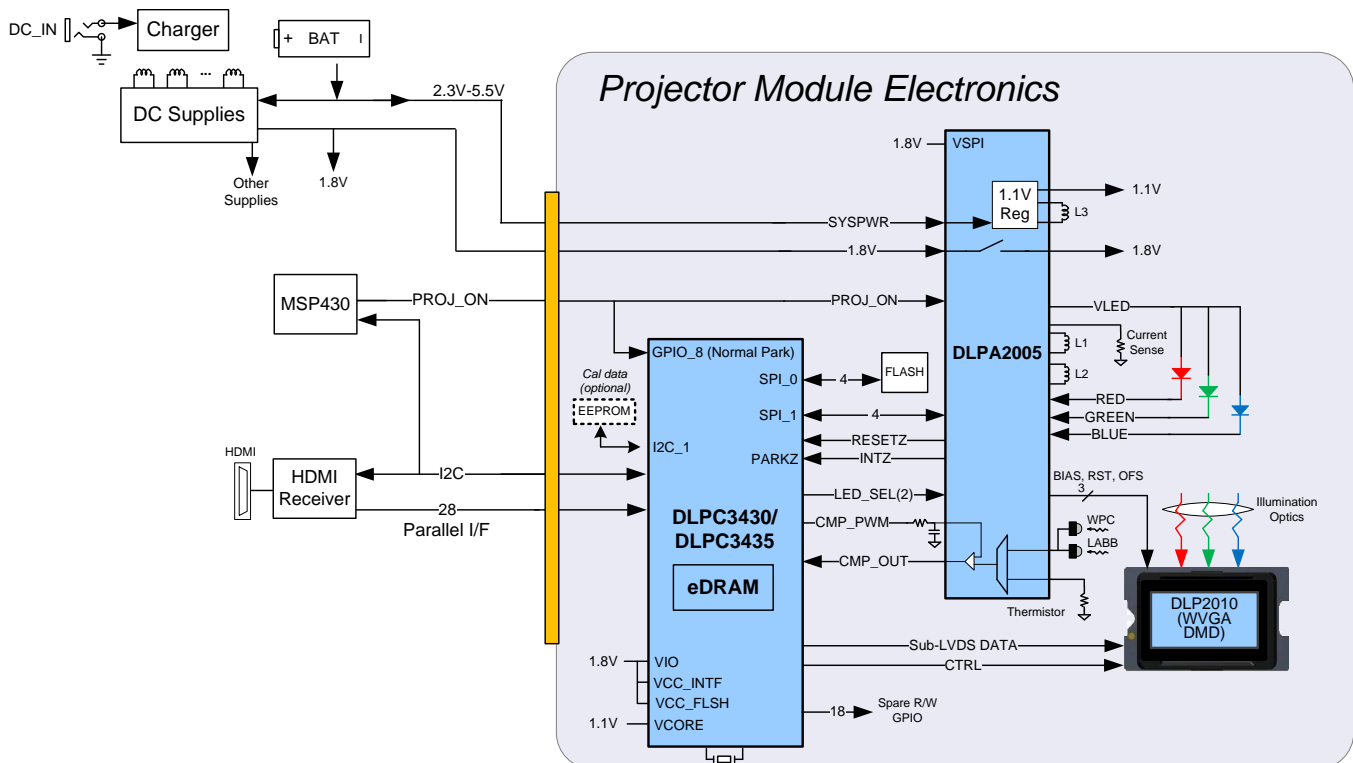 DC_IN
Charger
+ BAT
DC Supplies
2.3V-5.5V
Other
Supplies
1.8V
Projector Module Electronics
1.8V
VSPI
1.1V
Reg
1.1V
L3
SYSPWR
1.8V
1.8V
MSP430
PROJ_ON
PROJ_ON
VLED
Current
Sense
L1
L2
DLPA2005
GPIO_8 (Normal Park)
Cal data
(optional)
EEPROM
SPI_0
4
FLASH
SPI_1
4
RED
GREEN
BLUE
I2C_1
RESETZ
PARKZ
INTZ
HDMI
HDMI
Receiver
I2C
28
Parallel I/F
LED_SEL(2)
BIAS, RST, OFS
3
Illumination
Optics
DLPC3430/
DLPC3435
CMP_PWM
WPC
LABB
CMP_OUT
eDRAM
Thermistor
DLP2010
(WVGA
DMD)
Sub-LVDS DATA
CTRL
1.8V
VIO
VCC_INTF
VCC_FLSH
1.1V
VCORE
18
Spare R/W
GPIO